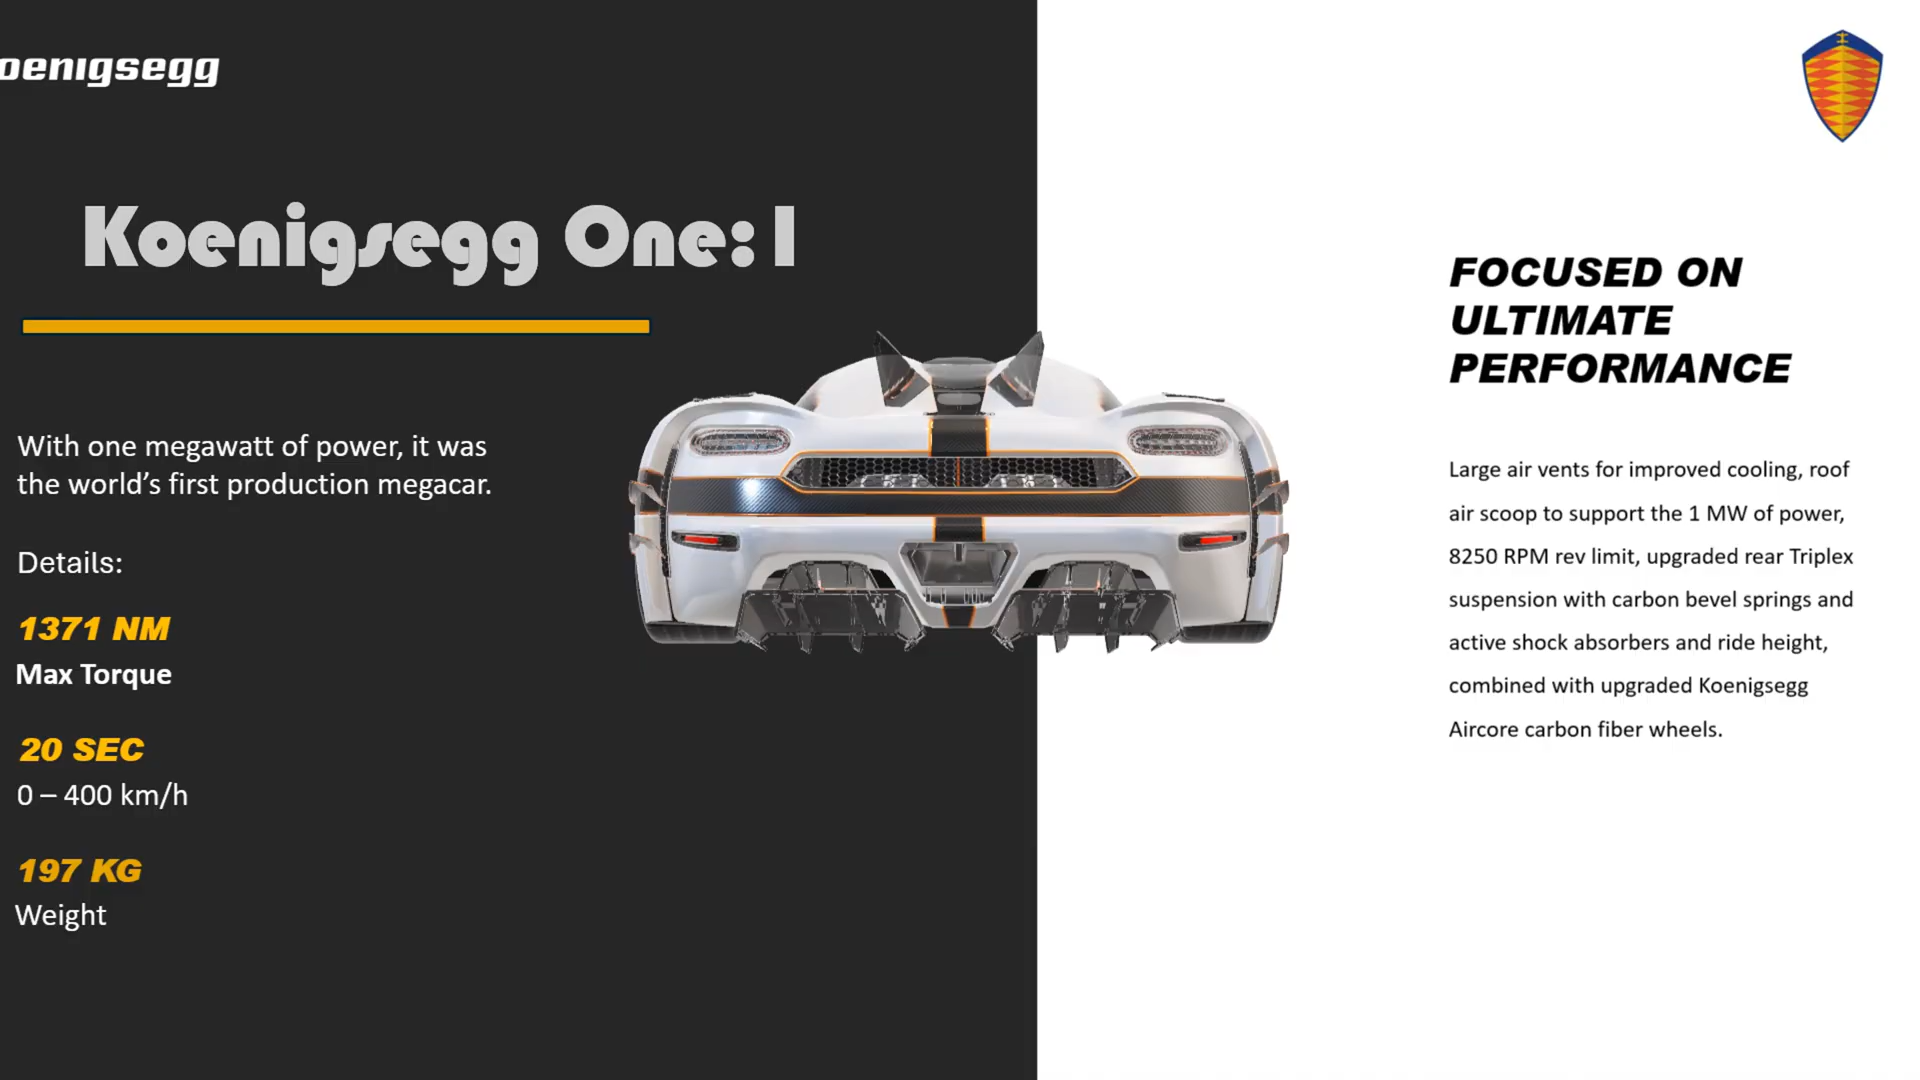 oenigsegg
Koenigsegg One:1
With one megawatt of power, it was
the world’s first production megacar.
Details:
1371 NM
Max Torque
20 SEC
0 – 400 km/h
197 KG
Weight
FOCUSED ON
ULTIMATE
PERFORMANCE
Large air vents for improved cooling, roof
air scoop to support the 1 MW of power,
8250 RPM rev limit, upgraded rear Triplex
suspension with carbon bevel springs and
active shock absorbers and ride height,
combined with upgraded Koenigsegg
Aircore carbon fiber wheels.